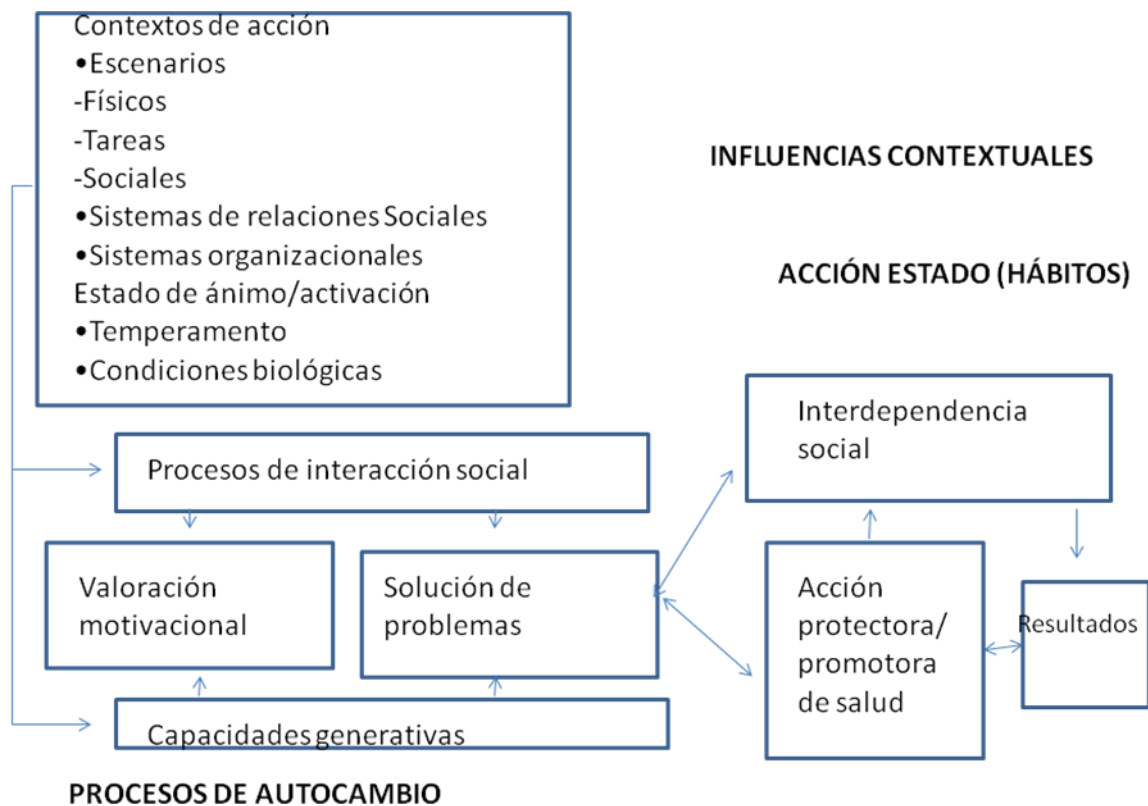 Contextos de acción
•Escenarios
-Físicos
-Tareas
-Sociales
•Sistemas de relaciones Sociales
•Sistemas organizacionales
Estado de ánimo/activación
•Temperamento
•Condiciones biológicas
INFLUENCIAS CONTEXTUALES
ACCIÓN ESTADO (HÁBITOS)
Procesos de interacción social
Valoración
motivacional
Solución de
problemas
Capacidades generativas
PROCESOS DE AUTOCAMBIO
Interdependencia
social
Acción
protectora/
promotora
de salud
Resultados